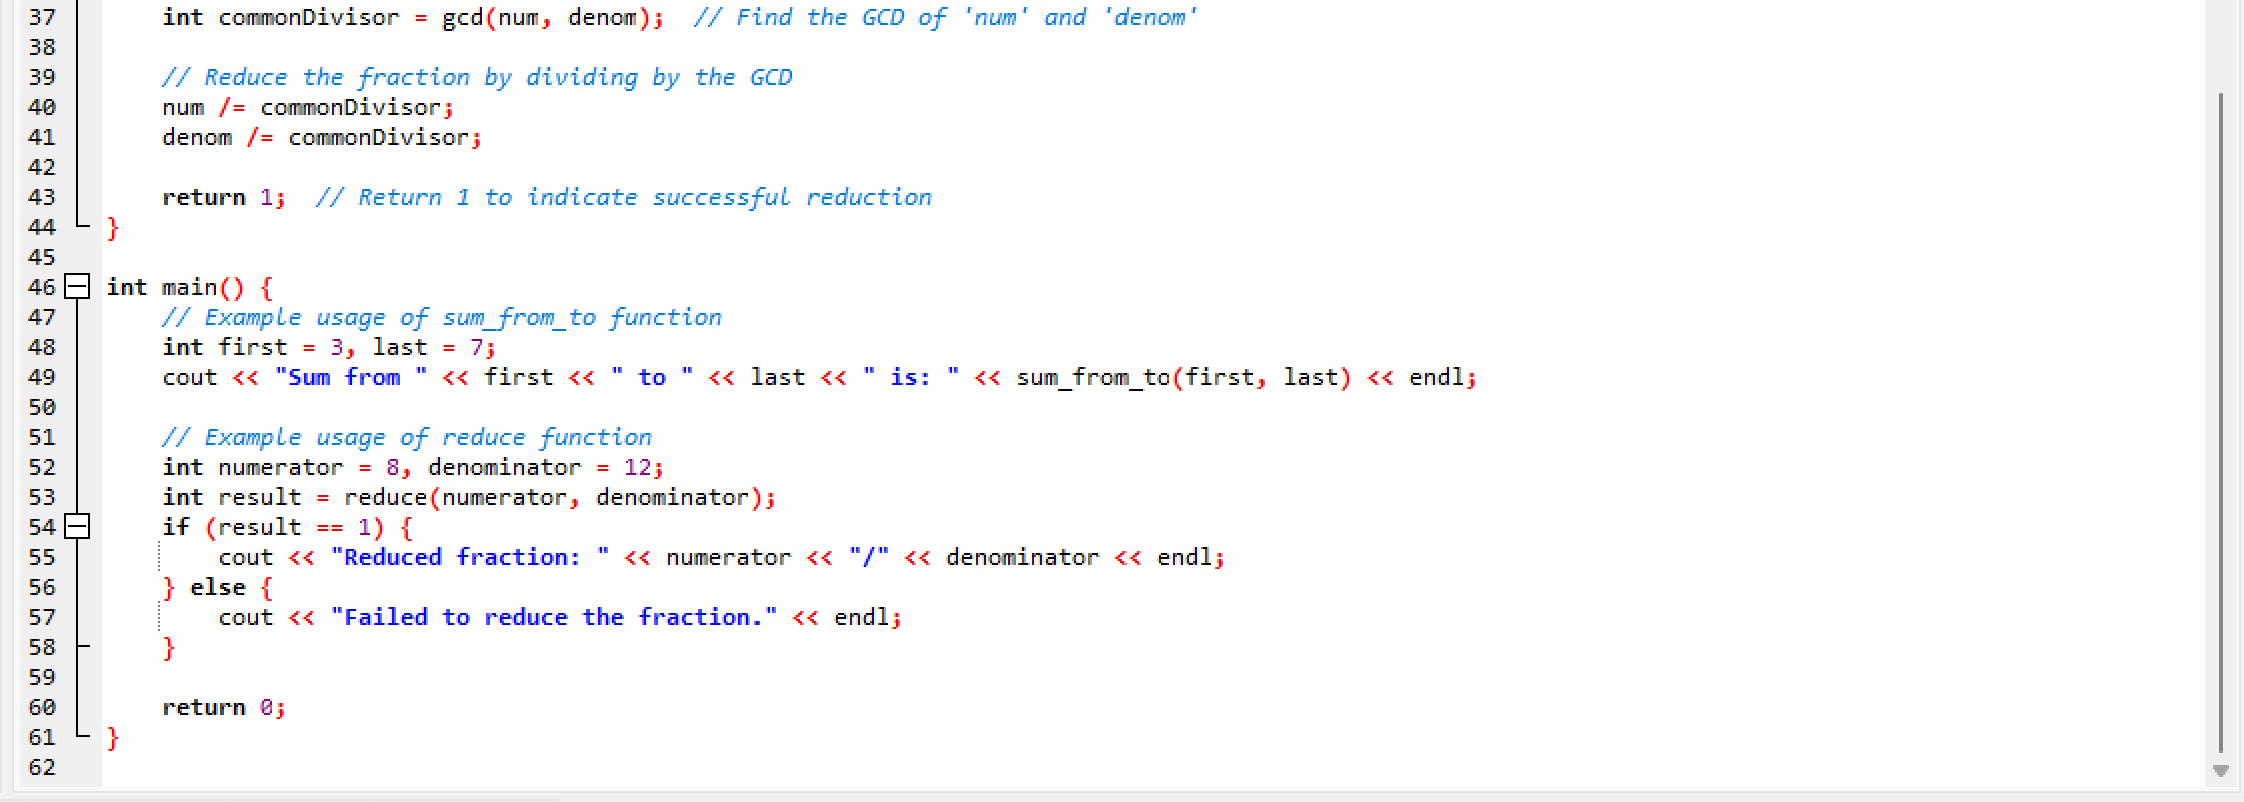 37 int commonDivisor = gcd(num, denom);  // Find the GCD of 'num' and 'denom'
38
39 // Reduce the fraction by dividing by the GCD
40 num /= commonDivisor;
41 denom /= commonDivisor;
42
43 return 1;  // Return 1 to indicate successful reduction
44 }
45
46 int main() {
47 // Example usage of sum_from_to function
48 int first = 3, last = 7;
49 cout << "Sum from " << first << " to " << last << " is: " << sum_from_to(first, last) << endl;
50
51 // Example usage of reduce function
52 int numerator = 8, denominator = 12;
53 int result = reduce(numerator, denominator);
54 if (result == 1) {
55 cout << "Reduced fraction: " << numerator << "/" << denominator << endl;
56 } else {
57 cout << "Failed to reduce the fraction." << endl;
58 }
59
60 return 0;
61 }
62